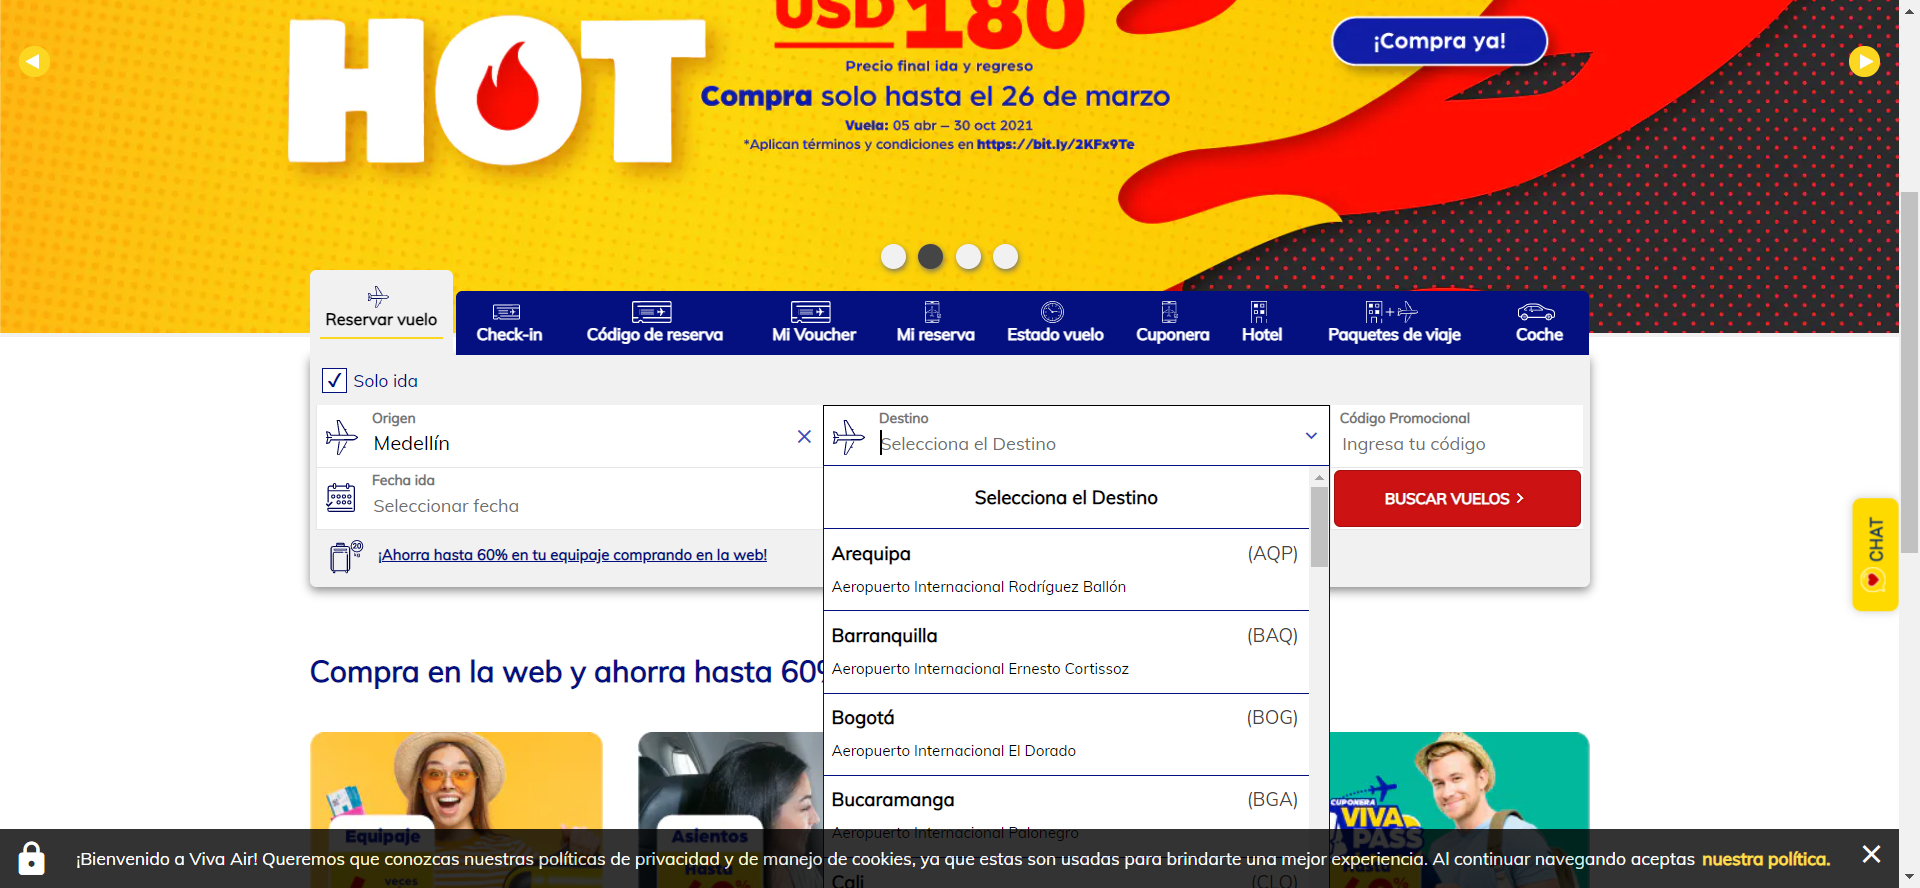 USD180
HOT
¡Compra ya!
Precio final ida y regreso
Compra solo hasta el 26 de marzo
Vuela: 05 abr – 30 oct 2021
*Aplican términos y condiciones en https://bit.ly/2KFx9Te
Reservar vuelo
Check-in
Código de reserva
Mi Voucher
Mi reserva
Estado vuelo
Cuponera
Hotel
Paquetes de viaje
Coche
Solo ida
Origen
Medellín
Destino
Selecciona el Destino
Código Promocional
Ingresa tu código
Fecha ida
Seleccionar fecha
BUSCAR VUELOS
20 kg
¡Ahorra hasta 60% en tu equipaje comprando en la web!
Selecciona el Destino
Arequipa (AQP)
Aeropuerto Internacional Rodríguez Ballón
Barranquilla (BAQ)
Aeropuerto Internacional Ernesto Cortissoz
Bogotá (BOG)
Aeropuerto Internacional El Dorado
Bucaramanga (BGA)
Aeropuerto Internacional Palonegro
Cali (CLO)
CHAT
Compra en la web y ahorra hasta 60%
Equipaje
veces
Asientos
Hasta
CUPONERA
VIVA
PASS
Hasta
¡Bienvenido a Viva Air! Queremos que conozcas nuestras políticas de privacidad y de manejo de cookies, ya que estas son usadas para brindarte una mejor experiencia. Al continuar navegando aceptas nuestra política.